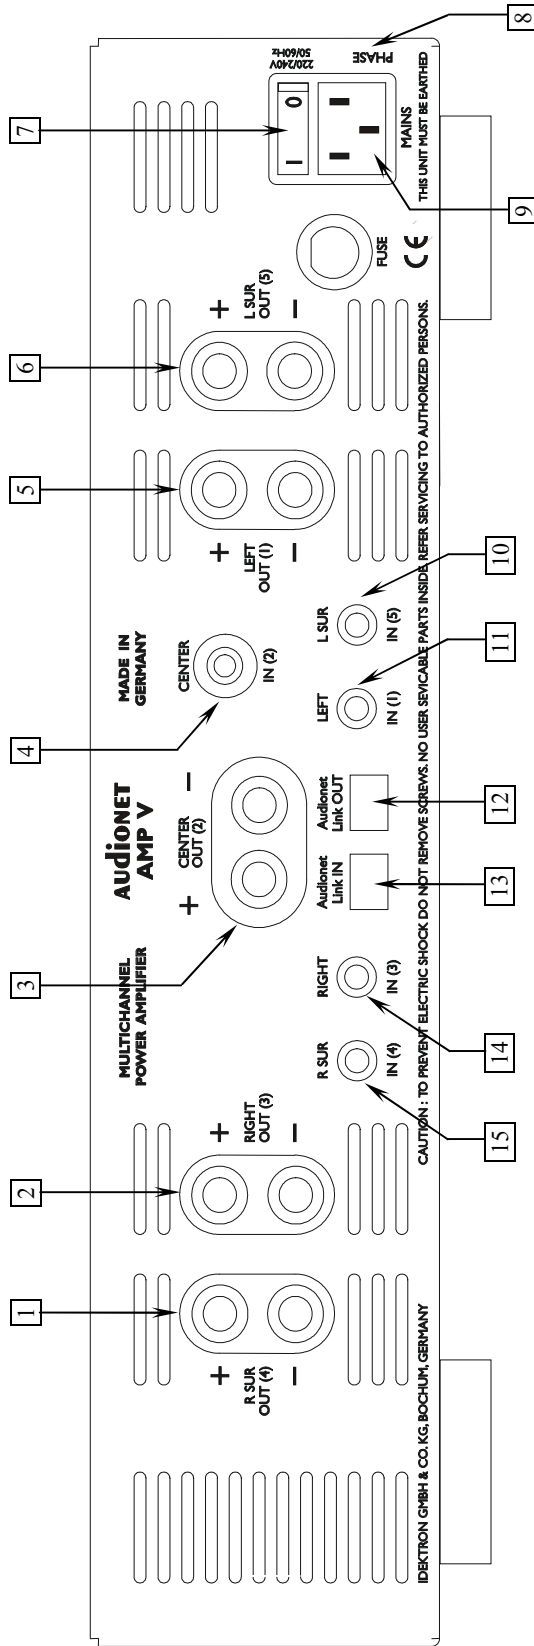 1
2
3
4
5
6
7
8
MULTICHANNEL
POWER AMPLIFIER
AUDIONET
AMP V
MADE IN
GERMANY
220/240V
50/60Hz
PHASE
+
R SUR
OUT (4)
–
+
RIGHT
OUT (3)
–
+
CENTER
OUT (2)
–
CENTER
IN (2)
+
LEFT
OUT (1)
–
+
L SUR
OUT (5)
–
I
O
FUSE
CE
MAINS
R SUR
IN (4)
RIGHT
IN (3)
Audionet
Link IN
Audionet
Link OUT
LEFT
IN (1)
L SUR
IN (5)
IDEKTRON GMBH & CO. KG, BOCHUM, GERMANY
CAUTION : TO PREVENT ELECTRIC SHOCK DO NOT REMOVE SCREWS. NO USER SEVICABLE PARTS INSIDE. REFER SERVICING TO AUTHORIZED PERSONS.
THIS UNIT MUST BE EARTHED
15
14
13
12
11
10
9